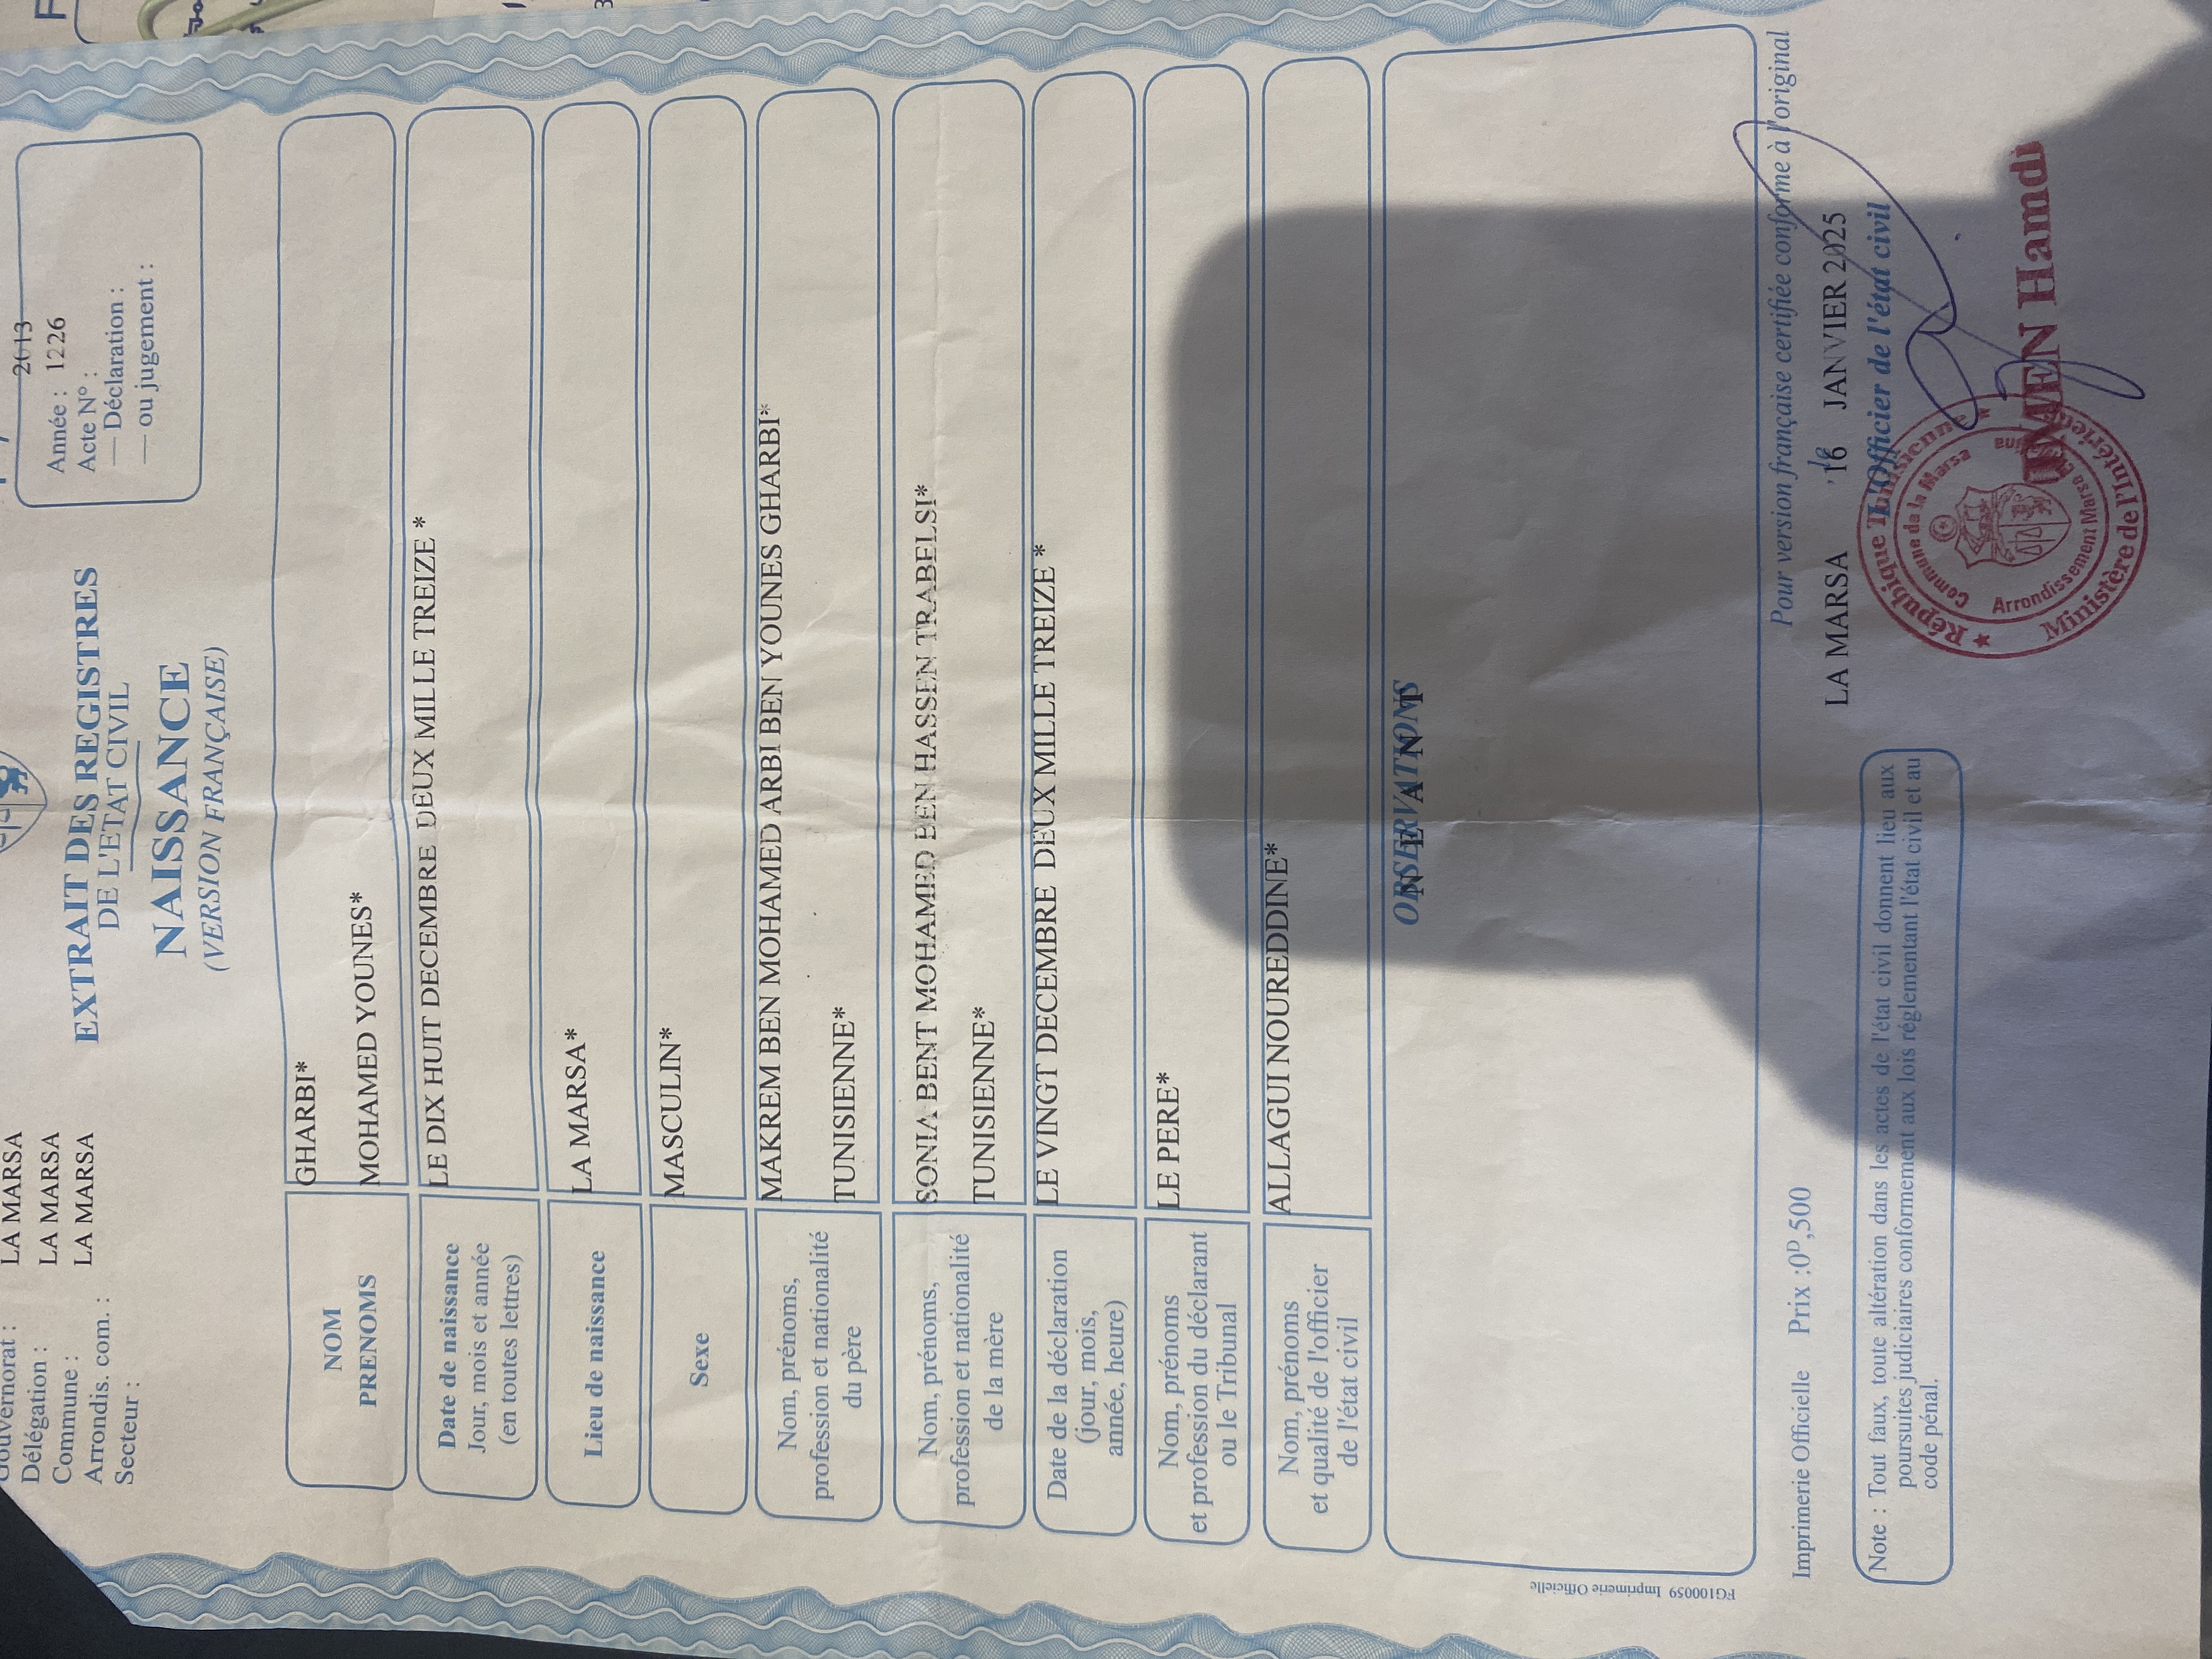 Gouvernorat :
Délégation : LA MARSA
Commune : LA MARSA
Arrondis. com. : LA MARSA
Secteur :
2013
Année : 1226
Acte N° :
— Déclaration :
— ou jugement :
EXTRAIT DES REGISTRES
DE L'ETAT CIVIL
NAISSANCE
(VERSION FRANÇAISE)
NOM
PRENOMS
GHARBI*
MOHAMED YOUNES*
Date de naissance
Jour, mois et année
(en toutes lettres)
LE DIX HUIT DECEMBRE DEUX MILLE TREIZE *
Lieu de naissance
LA MARSA*
Sexe
MASCULIN*
Nom, prénoms,
profession et nationalité
du père
MAKREM BEN MOHAMED ARBI BEN YOUNES GHARBI*
TUNISIENNE*
Nom, prénoms,
profession et nationalité
de la mère
SONIA BENT MOHAMED BEN HASSEN TRABELSI*
TUNISIENNE*
Date de la déclaration
(jour, mois,
année, heure)
LE VINGT DECEMBRE DEUX MILLE TREIZE *
Nom, prénoms
et profession du déclarant
ou le Tribunal
LE PERE*
Nom, prénoms
et qualité de l'officier
de l'état civil
ALLAGUI NOUREDDINE*
OBSERVATIONS
N E A N T
FG100059 Imprimerie Officielle
Pour version française certifiée conforme à l'original
LA MARSA le 16 JANVIER 2025
L'Officier de l'état civil
IMEN Hamdi
République Tunisienne
Commune da La Marsa
Arrondissement Marsa
Ministère de l'Intérieur
Imprimerie Officielle Prix :0D,500
Note : Tout faux, toute altération dans les actes de l'état civil donnent lieu aux
poursuites judiciaires conformement aux lois réglementant l'état civil et au
code pénal.